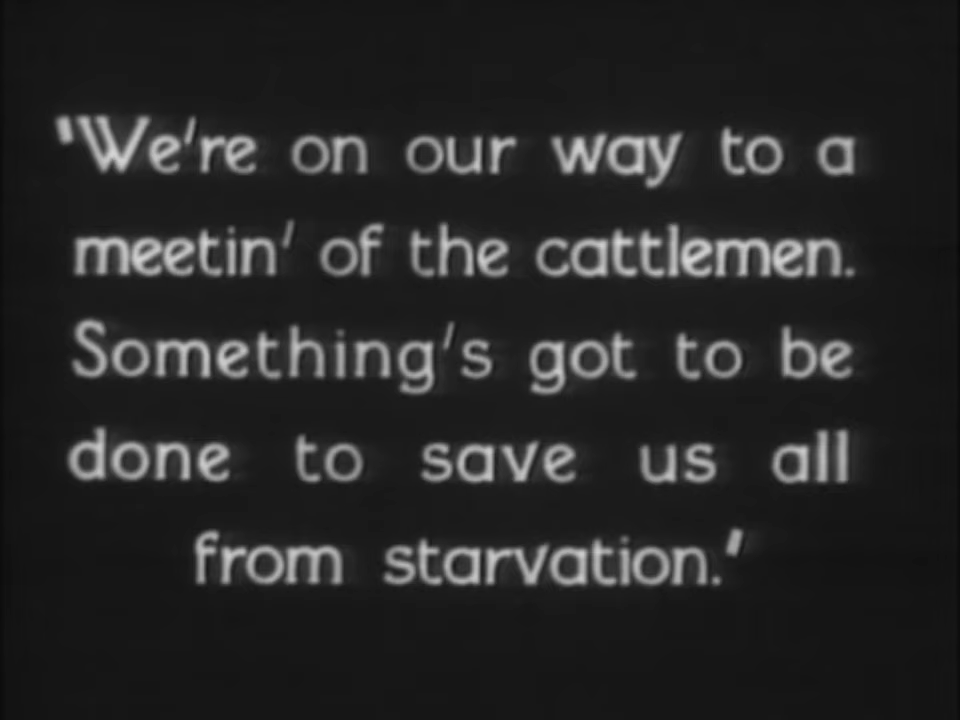 "We're on our way to a
meetin' of the cattlemen.
Something's got to be
done to save us all
from starvation."